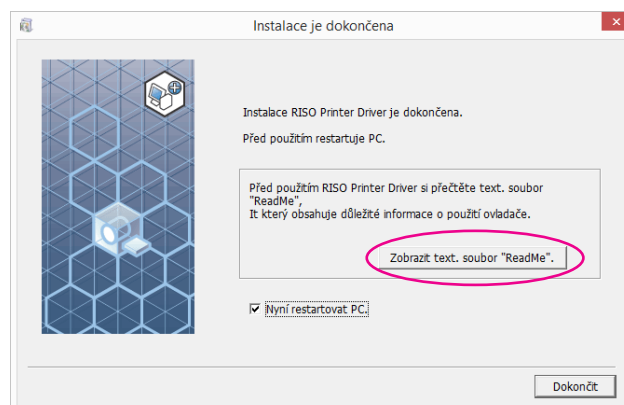 Instalace je dokončena
Instalace RISO Printer Driver je dokončena.
Před použitím restartuje PC.
Před použitím RISO Printer Driver si přečtěte text. soubor
"ReadMe",
It který obsahuje důležité informace o použití ovladače.
Zobrazit text. soubor "ReadMe".
Nyní restartovat PC.
Dokončit